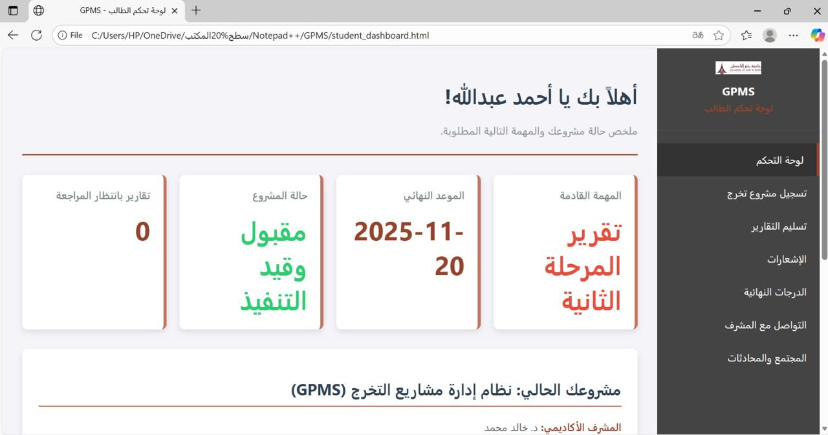 لوحة تحكم الطالب - GPMS
File
C:/Users/HP/OneDrive/سطح%20المكتب/Notepad++/GPMS/student_dashboard.html
GPMS
لوحة تحكم الطالب
لوحة التحكم
تسجيل مشروع تخرج
تسليم التقارير
الإشعارات
الدرجات النهائية
التواصل مع المشرف
المجتمع والمحادثات
أهلاً بك يا أحمد عبدالله!
ملخص حالة مشروعك والمهمة التالية المطلوبة.
المهمة القادمة
تقرير
المرحلة
الثانية
الموعد النهائي
2025-11-
20
حالة المشروع
مقبول
وقيد
التنفيذ
تقارير بانتظار المراجعة
0
مشروعك الحالي: نظام إدارة مشاريع التخرج (GPMS)
المشرف الأكاديمي: د. خالد محمد